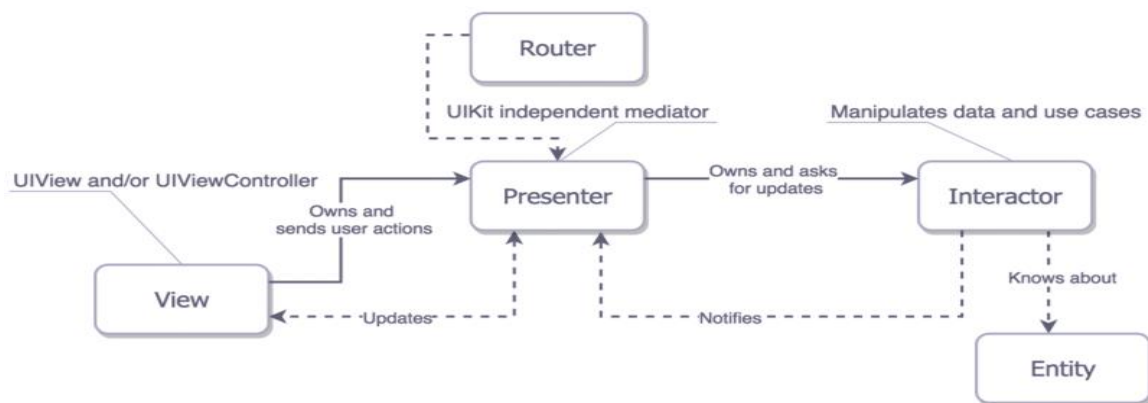 Router
UIKit independent mediator
Manipulates data and use cases
UIView and/or UIViewController
Presenter
Owns and asks
for updates
Interactor
Owns and
sends user actions
View
Updates
Notifies
Knows about
Entity